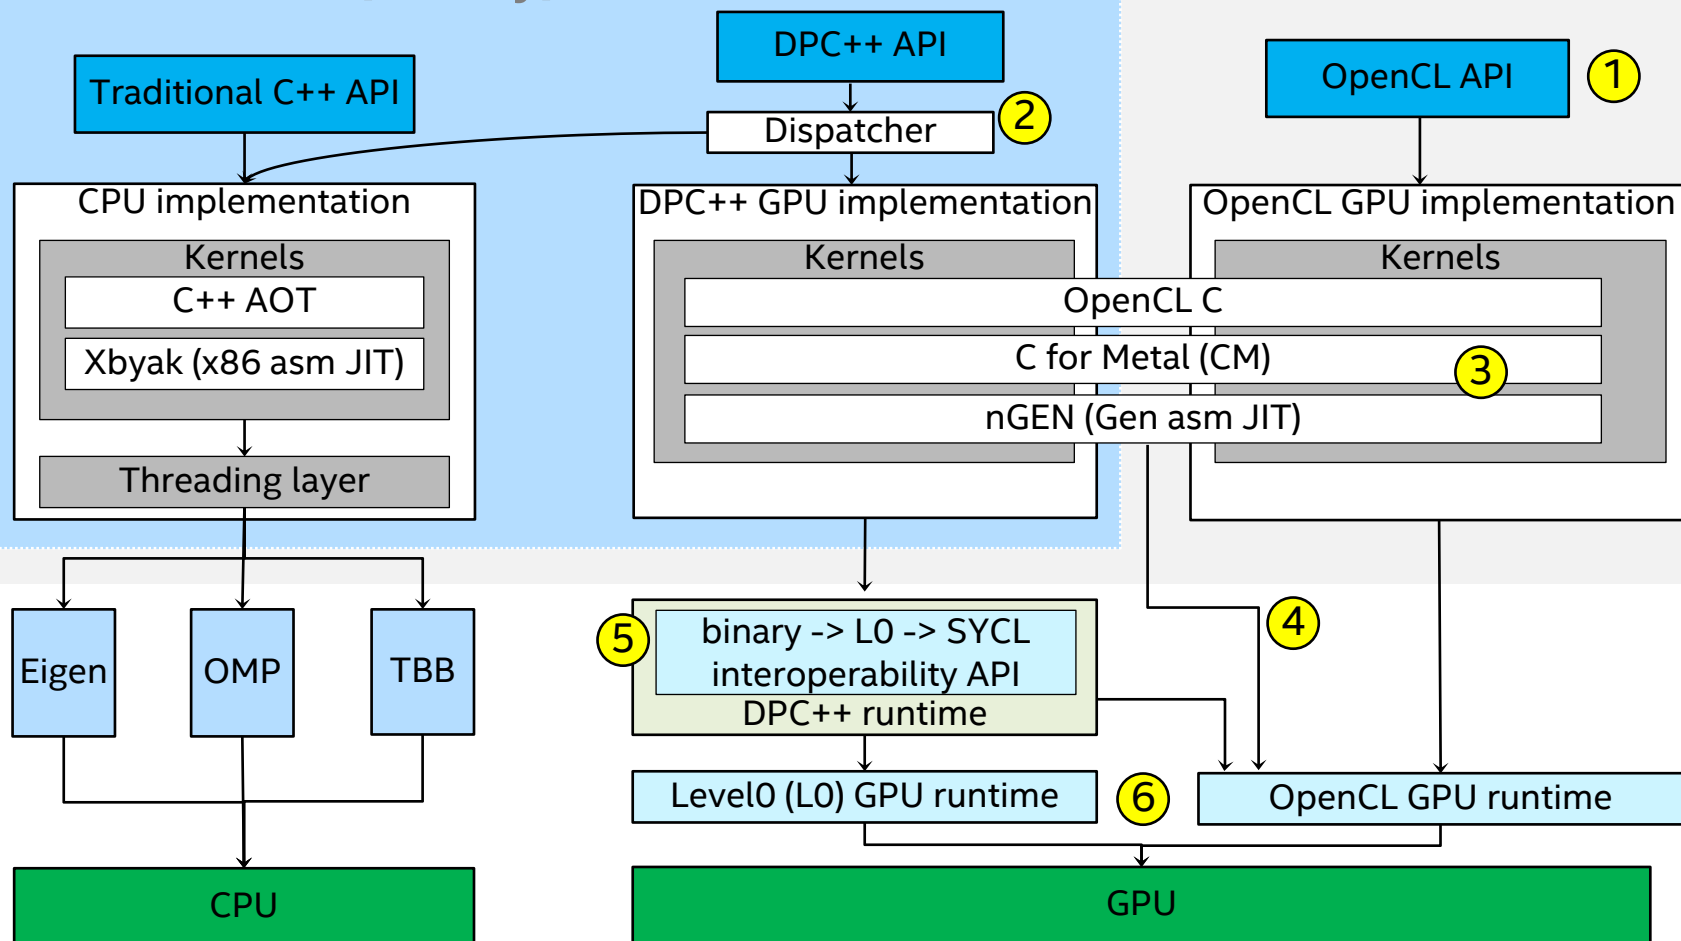 DPC++ API
Traditional C++ API
OpenCL API
1
Dispatcher
2
CPU implementation
Kernels
C++ AOT
Xbyak (x86 asm JIT)
Threading layer
DPC++ GPU implementation
Kernels
OpenCL GPU implementation
Kernels
OpenCL C
C for Metal (CM)
3
nGEN (Gen asm JIT)
Eigen
OMP
TBB
5
binary -> L0 -> SYCL
interoperability API
DPC++ runtime
4
Level0 (L0) GPU runtime
6
OpenCL GPU runtime
CPU
GPU